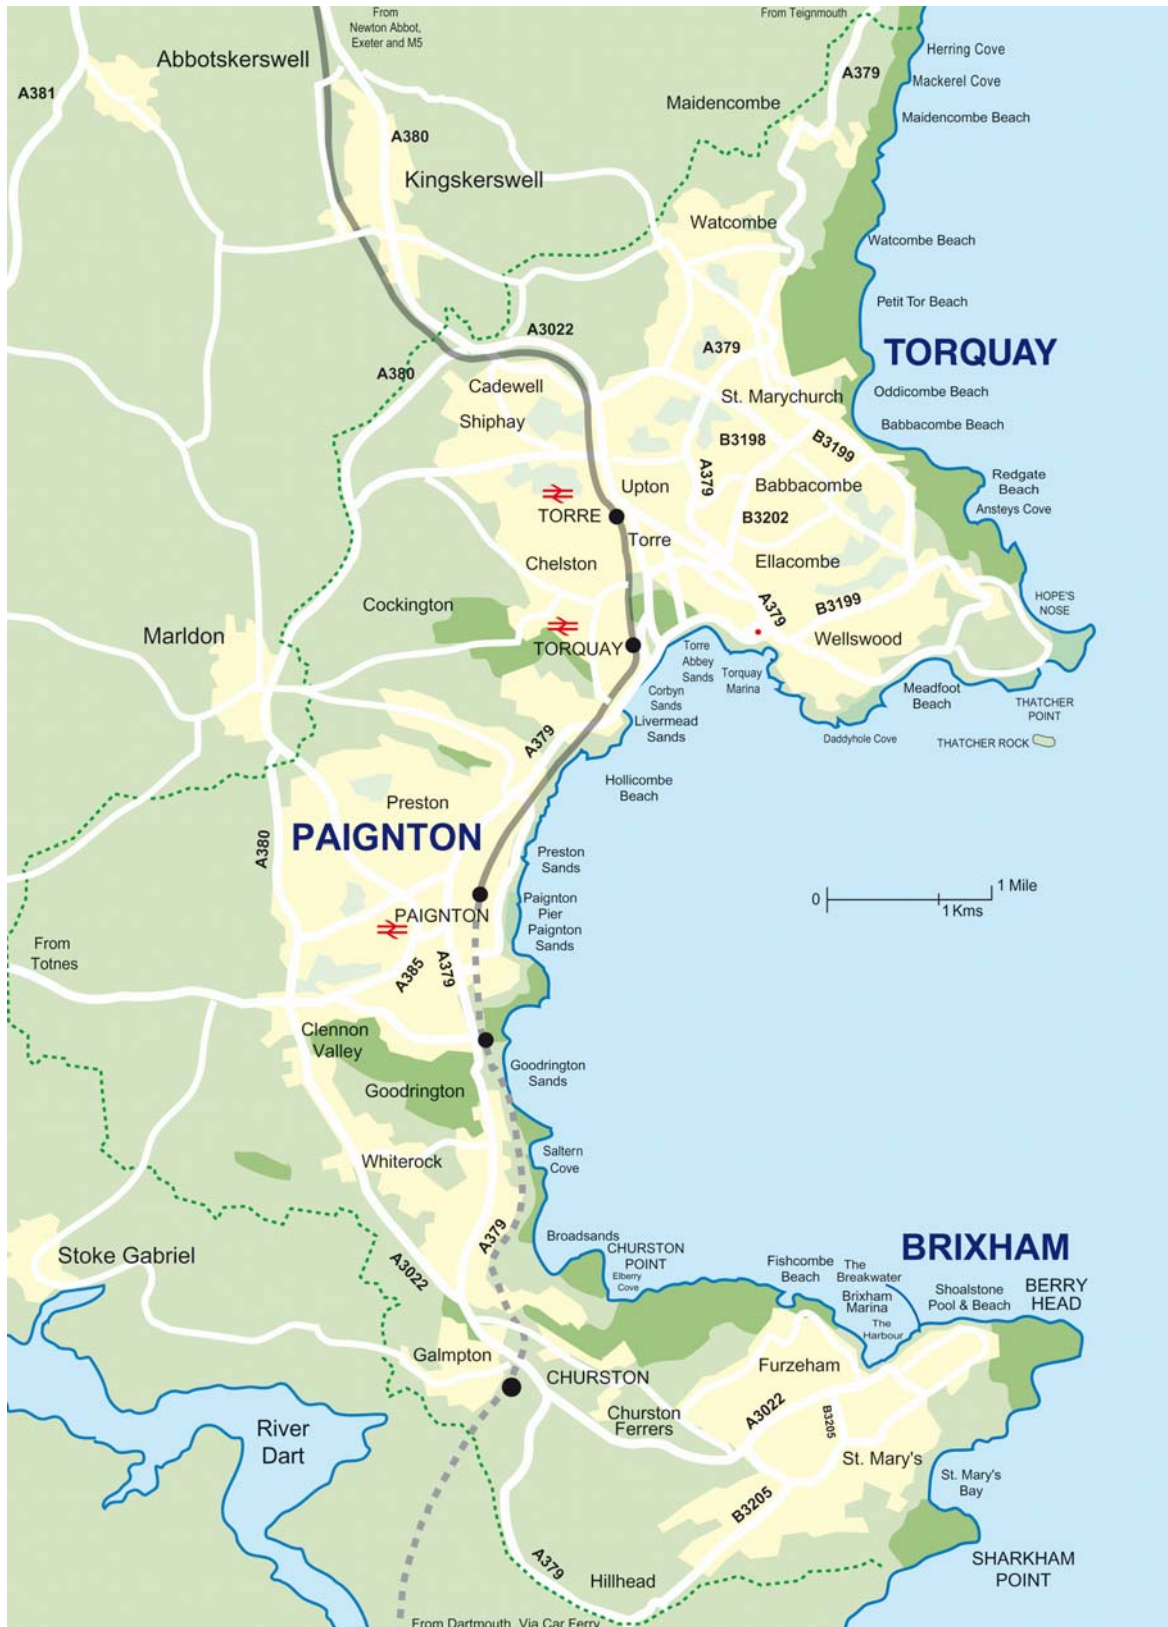 From
Newton Abbot,
Exeter and M5
From Teignmouth
Herring Cove
Abbotskerswell
A379
Mackerel Cove
A381
Maidencombe
Maidencombe Beach
A380
Kingskerswell
Watcombe
Watcombe Beach
Petit Tor Beach
A3022
A379
TORQUAY
A380
Cadewell
St. Marychurch
Oddicombe Beach
Shiphay
Babbacombe Beach
B3198
B3199
A379
Redgate
Beach
Upton
Babbacombe
Ansteys Cove
TORRE
B3202
Torre
Chelston
Ellacombe
Cockington
A379
B3199
HOPE'S
NOSE
Marldon
TORQUAY
Wellswood
Torre
Abbey
Sands
Torquay
Marina
Corbyn
Sands
Meadfoot
Beach
Livermead
Sands
THATCHER
POINT
A379
Daddyhole Cove
THATCHER ROCK
Hollicombe
Beach
Preston
PAIGNTON
A380
Preston
Sands
0
1 Mile
1 Kms
PAIGNTON
Paignton
Pier
Paignton
Sands
From
Totnes
A385
A379
Clennon
Valley
Goodrington
Sands
Goodrington
Saltern
Cove
Whiterock
A379
Broadsands
BRIXHAM
Stoke Gabriel
CHURSTON
POINT
Elberry
Cove
A3022
Fishcombe
Beach
The
Breakwater
Brixham
Marina
The
Harbour
Shoalstone
Pool & Beach
BERRY
HEAD
Galmpton
Furzeham
CHURSTON
Churston
Ferrers
A3022
B3205
River
Dart
St. Mary's
St. Mary's
Bay
B3205
A379
Hillhead
SHARKHAM
POINT
From Dartmouth, Via Car Ferry